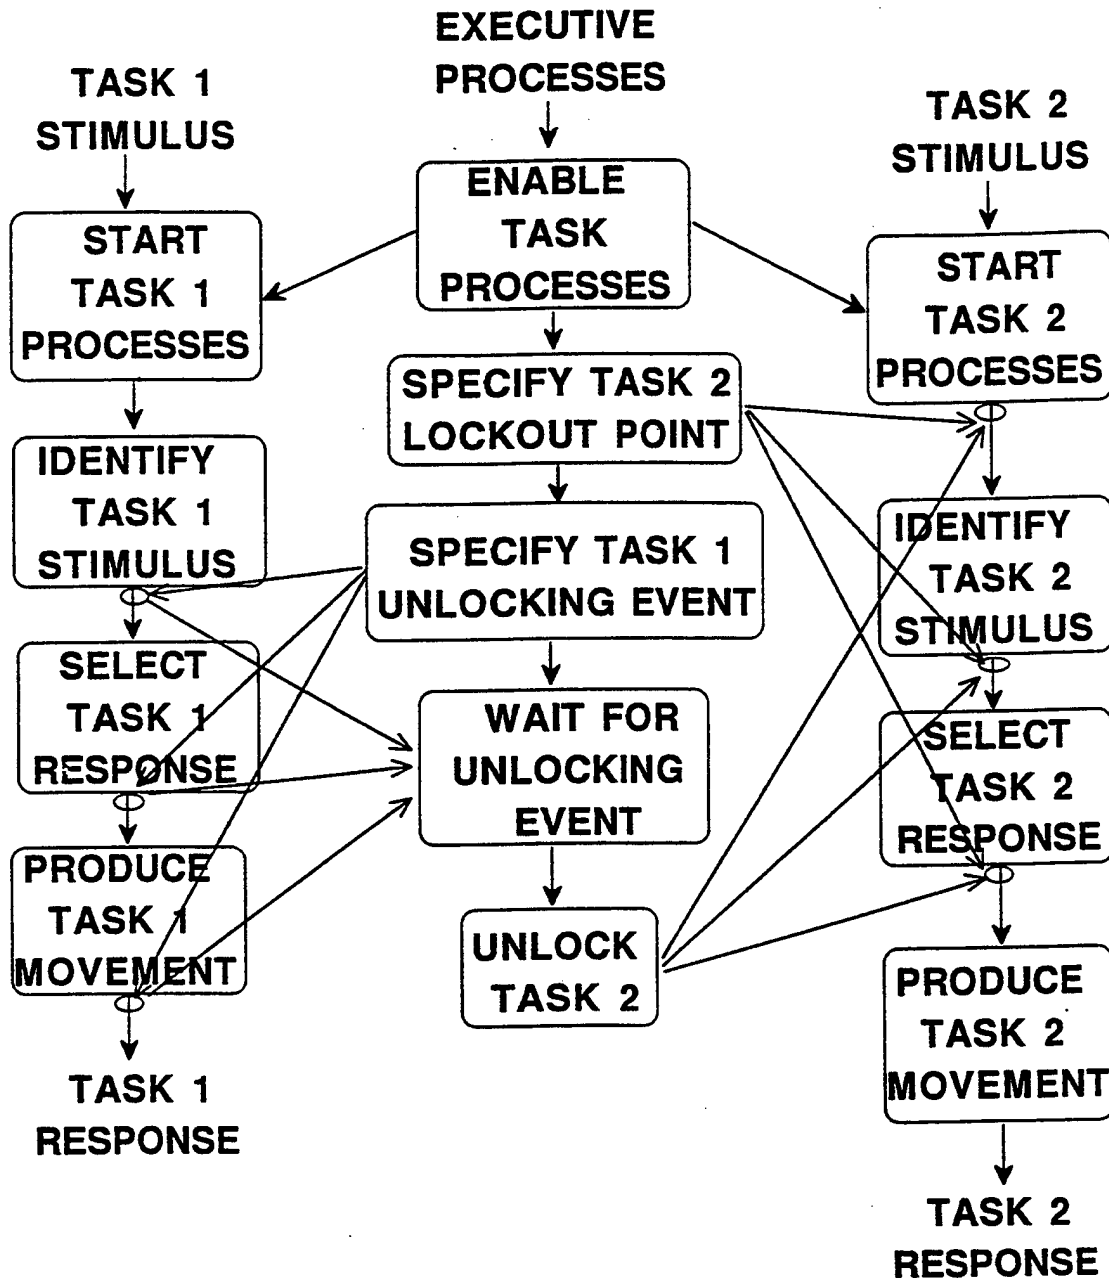 EXECUTIVE
PROCESSES
TASK 1
STIMULUS
TASK 2
STIMULUS
ENABLE
TASK
PROCESSES
START
TASK 1
PROCESSES
START
TASK 2
PROCESSES
SPECIFY TASK 2
LOCKOUT POINT
IDENTIFY
TASK 1
STIMULUS
SPECIFY TASK 1
UNLOCKING EVENT
IDENTIFY
TASK 2
STIMULUS
SELECT
TASK 1
RESPONSE
WAIT FOR
UNLOCKING
EVENT
SELECT
TASK 2
RESPONSE
PRODUCE
TASK 1
MOVEMENT
UNLOCK
TASK 2
PRODUCE
TASK 2
MOVEMENT
TASK 1
RESPONSE
TASK 2
RESPONSE